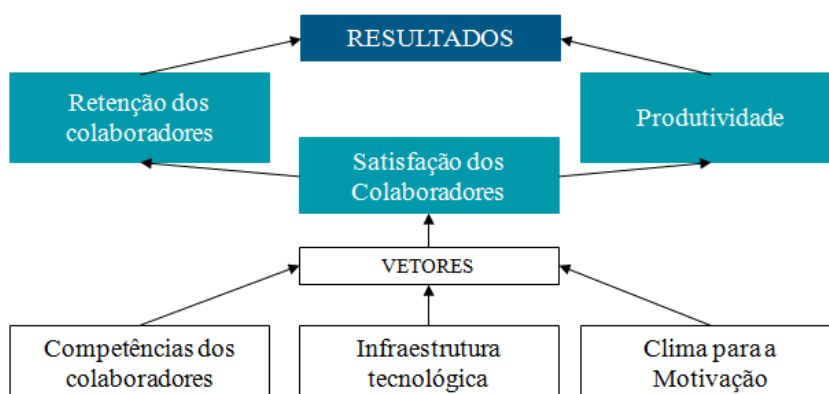 RESULTADOS
Retenção dos
colaboradores
Produtividade
Satisfação dos
Colaboradores
VETORES
Competências dos
colaboradores
Infraestrutura
tecnológica
Clima para a
Motivação